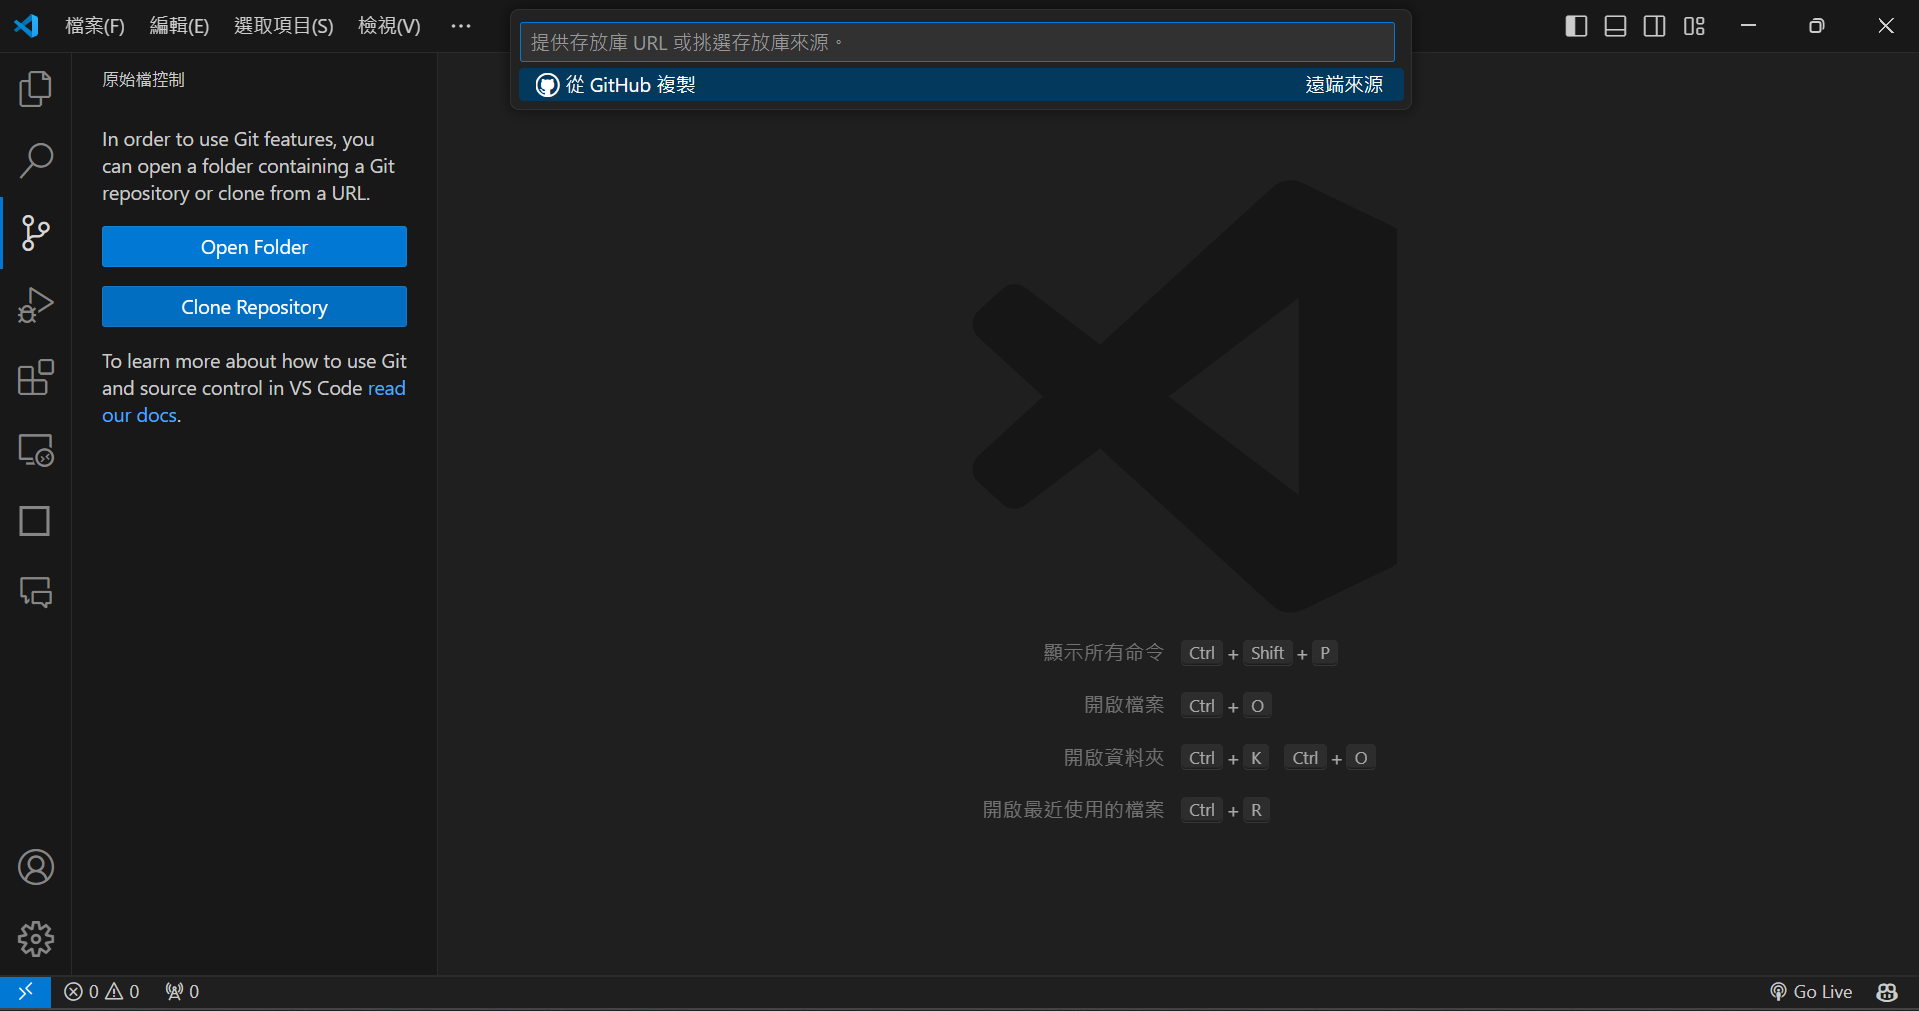 檔案(F) 編輯(E) 選取項目(S) 檢視(V) ···
提供存放庫 URL 或挑選存放庫來源。
從 GitHub 複製 遠端來源
原始檔控制
In order to use Git features, you
can open a folder containing a Git
repository or clone from a URL.
Open Folder
Clone Repository
To learn more about how to use Git
and source control in VS Code read
our docs.
顯示所有命令 Ctrl + Shift + P
開啟檔案 Ctrl + O
開啟資料夾 Ctrl + K Ctrl + O
開啟最近使用的檔案 Ctrl + R
0 0 0 Go Live